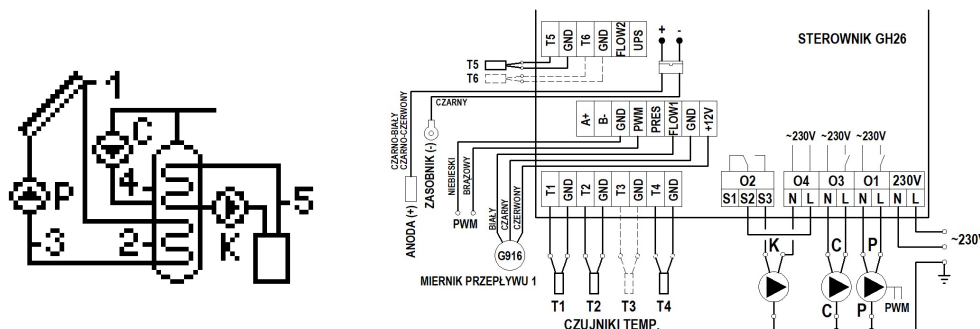 1
C
P
4
5
3
2
K
STEROWNIK GH26
T5 GND T6 GND FLOW2 UPS
+ -
T5
T6
CZARNO-BIAŁY
CZARNO-CZERWONY
CZARNY
ANODA (+)
ZASOBNIK (-)
A+ B- GND PWM PRES FLOW1 GND +12V
NIEBIESKI
BRĄZOWY
PWM
BIAŁY
CZARNY
CZERWONY
G916
MIERNIK PRZEPŁYWU 1
T1 GND T2 GND T3 GND T4 GND
T1 T2 T3 T4
CZUJNIKI TEMP.
~230V ~230V ~230V
O2 O4 O3 O1 230V
S1 S2 S3 N L N L N L N L
K C P
~230V
PWM
C P